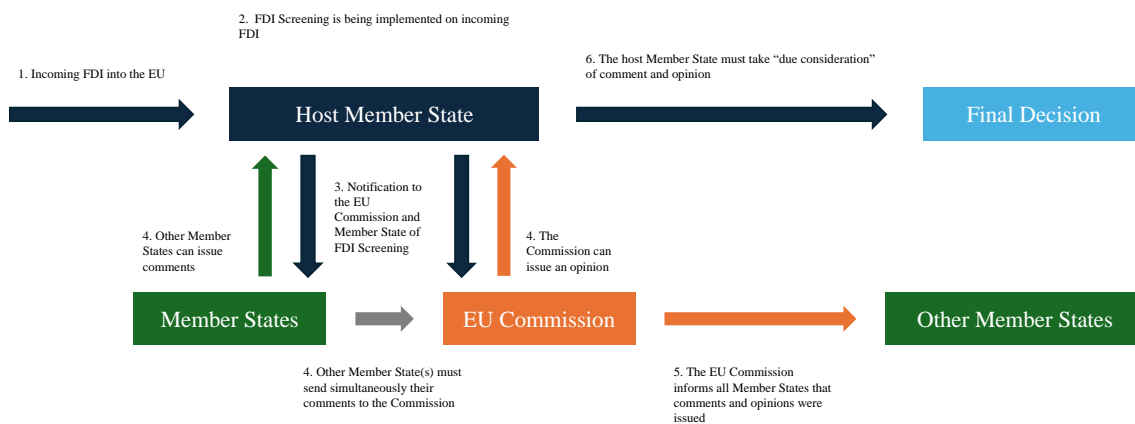 2. FDI Screening is being implemented on incoming
FDI
1. Incoming FDI into the EU
6. The host Member State must take “due consideration”
of comment and opinion
Host Member State
Final Decision
3. Notification to
the EU
Commission and
Member State of
FDI Screening
4. Other Member
States can issue
comments
4. The
Commission can
issue an opinion
Member States
EU Commission
Other Member States
4. Other Member State(s) must
send simultaneously their
comments to the Commission
5. The EU Commission
informs all Member States that
comments and opinions were
issued